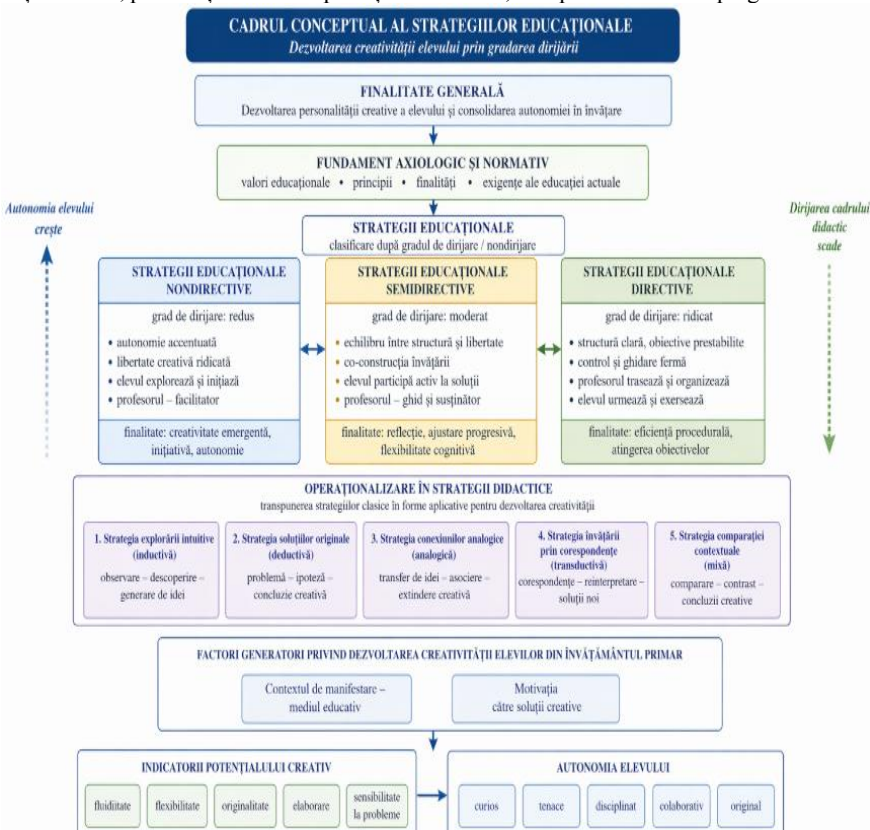 CADRUL CONCEPTUAL AL STRATEGIILOR EDUCAȚIONALE
Dezvoltarea creativității elevului prin gradarea dirijării
FINALITATE GENERALĂ
Dezvoltarea personalității creative a elevului și consolidarea autonomiei în învățare
FUNDAMENT AXIOLOGIC ȘI NORMATIV
valori educaționale • principii • finalități • exigențe ale educației actuale
Autonomia elevului
crește
Dirijarea cadrului
didactic
scade
STRATEGII EDUCAȚIONALE
clasificare după gradul de dirijare / nondirijare
STRATEGII EDUCAȚIONALE
NONDIRECTIVE
grad de dirijare: redus
• autonomie accentuată
• libertate creativă ridicată
• elevul explorează și inițiază
• profesorul – facilitator
finalitate: creativitate emergentă,
inițiativă, autonomie
STRATEGII EDUCAȚIONALE
SEMIDIRECTIVE
grad de dirijare: moderat
• echilibru între structură și libertate
• co-construcția învățării
• elevul participă activ la soluții
• profesorul – ghid și susținător
finalitate: reflecție, ajustare progresivă,
flexibilitate cognitivă
STRATEGII EDUCAȚIONALE
DIRECTIVE
grad de dirijare: ridicat
• structură clară, obiective prestabilite
• control și ghidare fermă
• profesorul trasează și organizează
• elevul urmează și exersează
finalitate: eficiență procedurală,
atingerea obiectivelor
OPERAȚIONALIZARE ÎN STRATEGII DIDACTICE
transpunerea strategiilor clasice în forme aplicative pentru dezvoltarea creativității
1. Strategia explorării intuitive
(inductivă)
observare – descoperire –
generare de idei
2. Strategia soluțiilor originale
(deductivă)
problemă – ipoteză –
concluzie creativă
3. Strategia conexiunilor analogice
(analogică)
transfer de idei – asociere –
extindere creativă
4. Strategia învățării
prin corespondențe
(transductivă)
corespondențe – reinterpretare –
soluții noi
5. Strategia comparației
contextuale
(mixă)
comparare – contrast –
concluzii creative
FACTORI GENERATORI PRIVIND DEZVOLTAREA CREATIVITĂȚII ELEVILOR DIN ÎNVĂȚĂMÂNTUL PRIMAR
Contextul de manifestare –
mediul educativ
Motivația
către soluții creative
INDICATORII POTENȚIALULUI CREATIV
fluiditate
flexibilitate
originalitate
elaborare
sensibilitate
la probleme
AUTONOMIA ELEVULUI
curios
tenace
disciplinat
colaborativ
original